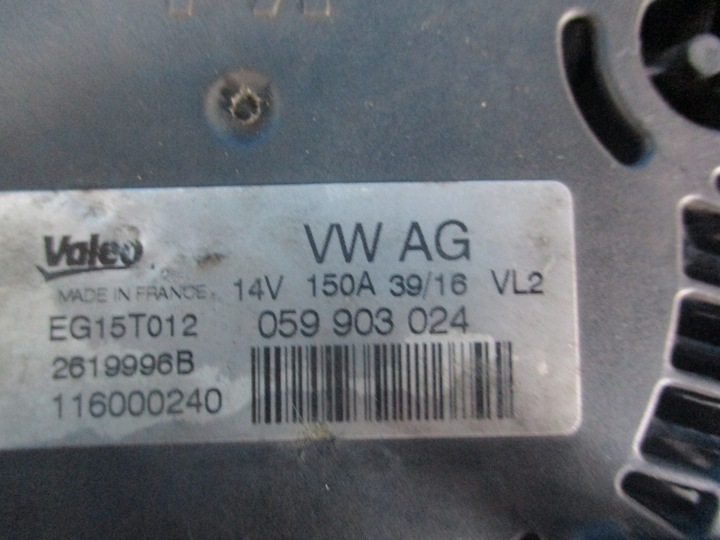 Valeo VW AG
MADE IN FRANCE. 14V 150A 39/16 VL2
EG15T012 059 903 024
2619996B
116000240